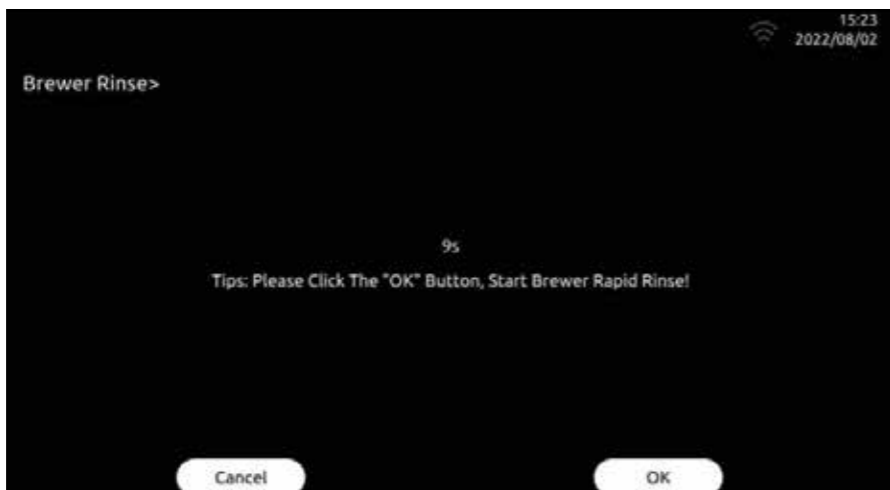 15:23
2022/08/02
Brewer Rinse>
9s
Tips: Please Click The "OK" Button, Start Brewer Rapid Rinse!
Cancel
OK